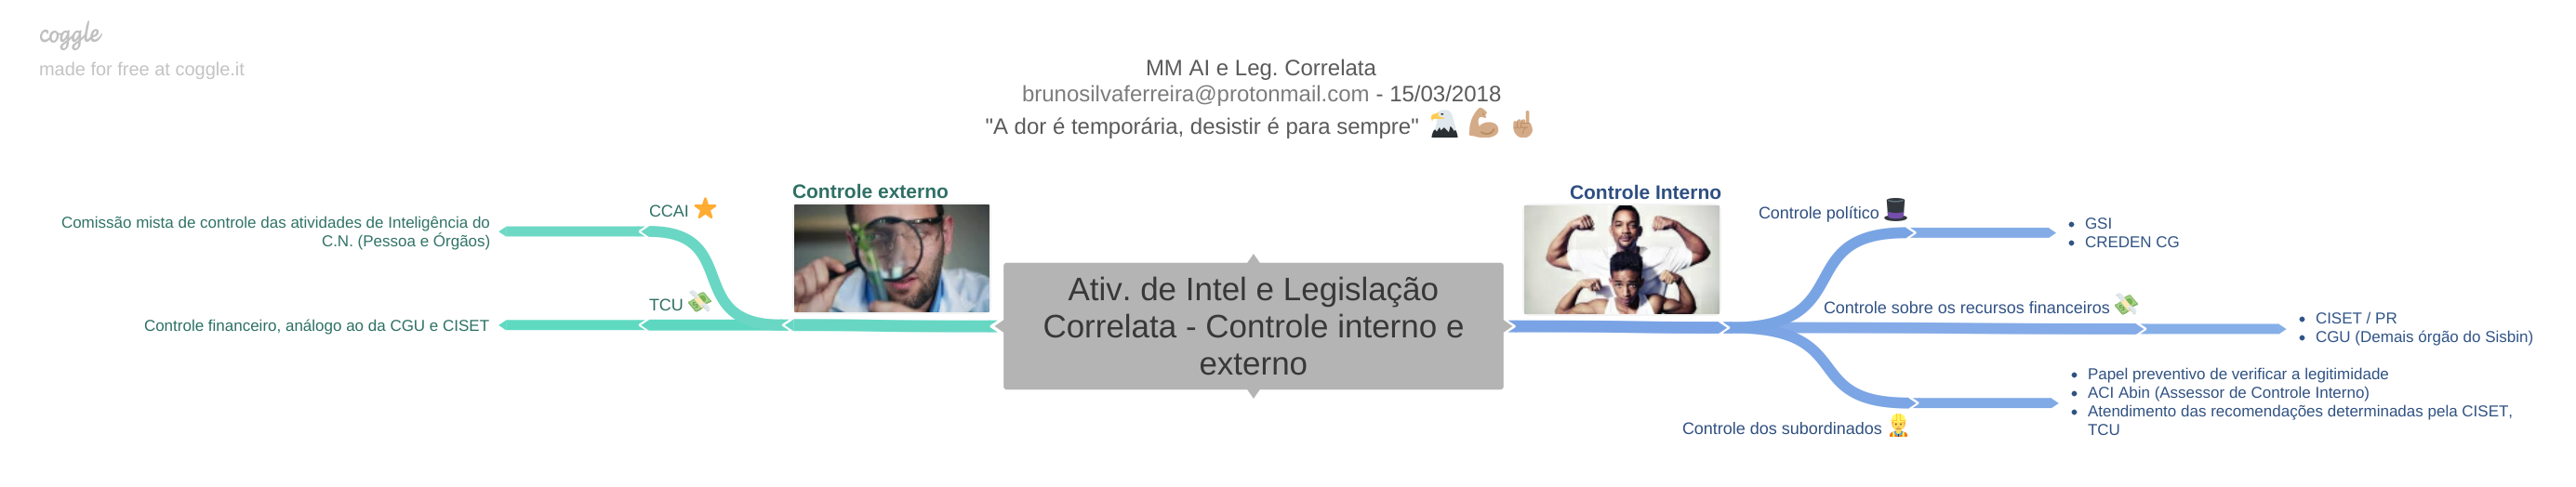 coggle
made for free at coggle.it
MM AI e Leg. Correlata
brunosilvaferreira@protonmail.com - 15/03/2018
"A dor é temporária, desistir é para sempre"
Controle externo
CCAI
Comissão mista de controle das atividades de Inteligência do
C.N. (Pessoa e Órgãos)
TCU
Controle financeiro, análogo ao da CGU e CISET
Ativ. de Intel e Legislação
Correlata - Controle interno e
externo
Controle Interno
Controle político
• GSI
• CREDEN CG
Controle sobre os recursos financeiros
• CISET / PR
• CGU (Demais órgão do Sisbin)
Controle dos subordinados
• Papel preventivo de verificar a legitimidade
• ACI Abin (Assessor de Controle Interno)
• Atendimento das recomendações determinadas pela CISET,
TCU